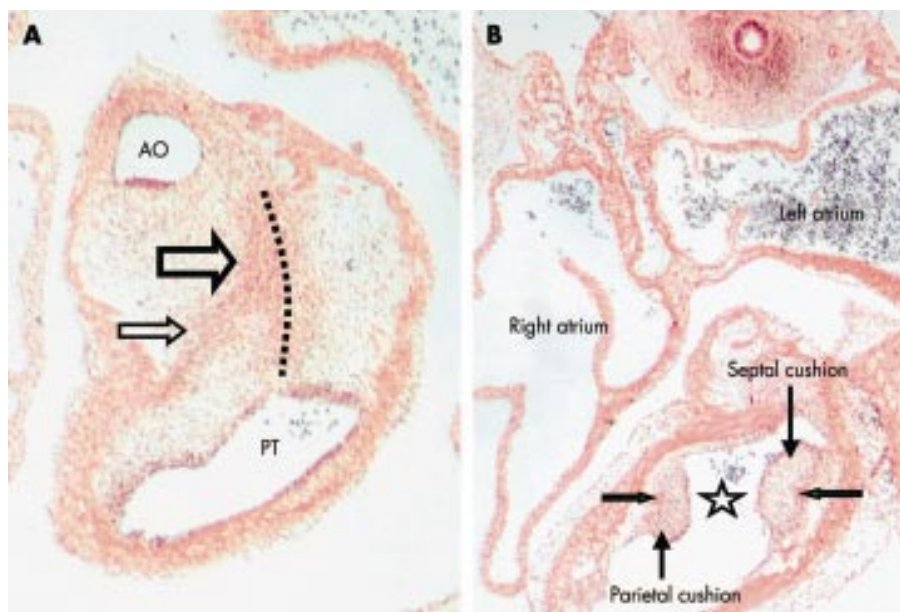 A
AO
PT
B
Left atrium
Right atrium
Septal cushion
Parietal cushion